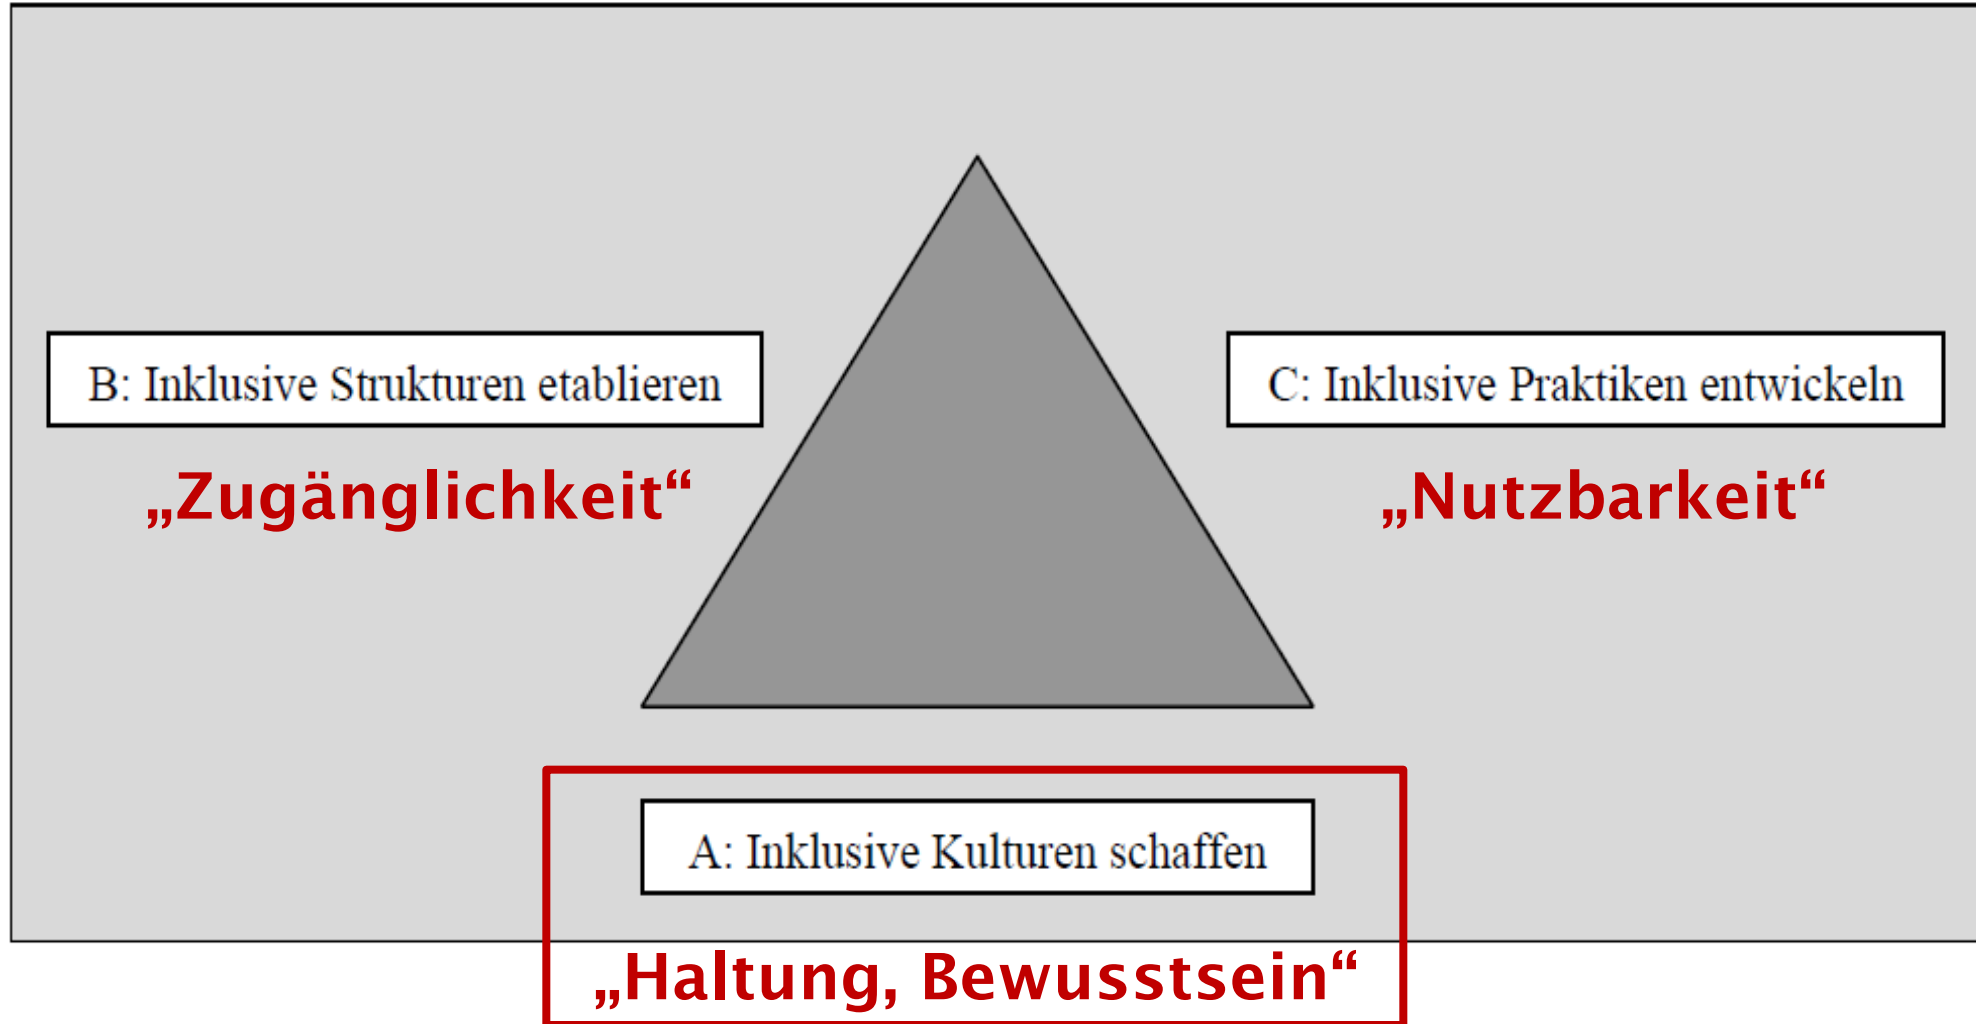 B: Inklusive Strukturen etablieren
„Zugänglichkeit“
C: Inklusive Praktiken entwickeln
„Nutzbarkeit“
A: Inklusive Kulturen schaffen
„Haltung, Bewusstsein“